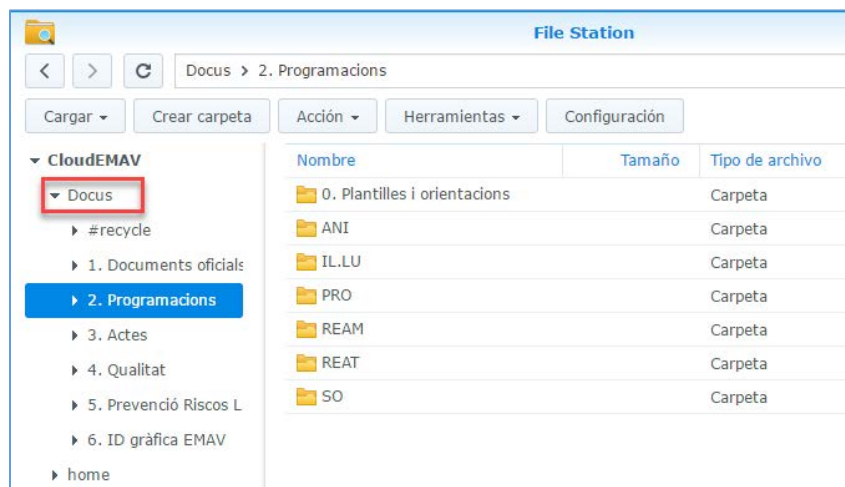 File Station
Docus > 2. Programacions
Cargar Crear carpeta Acción Herramientas Configuración
CloudEMAV
Docus
#recycle
1. Documents oficials
2. Programacions
3. Actes
4. Qualitat
5. Prevenció Riscos L
6. ID gràfica EMAV
home
Nombre Tamaño Tipo de archivo
0. Plantilles i orientacions Carpeta
ANI Carpeta
IL.LU Carpeta
PRO Carpeta
REAM Carpeta
REAT Carpeta
SO Carpeta